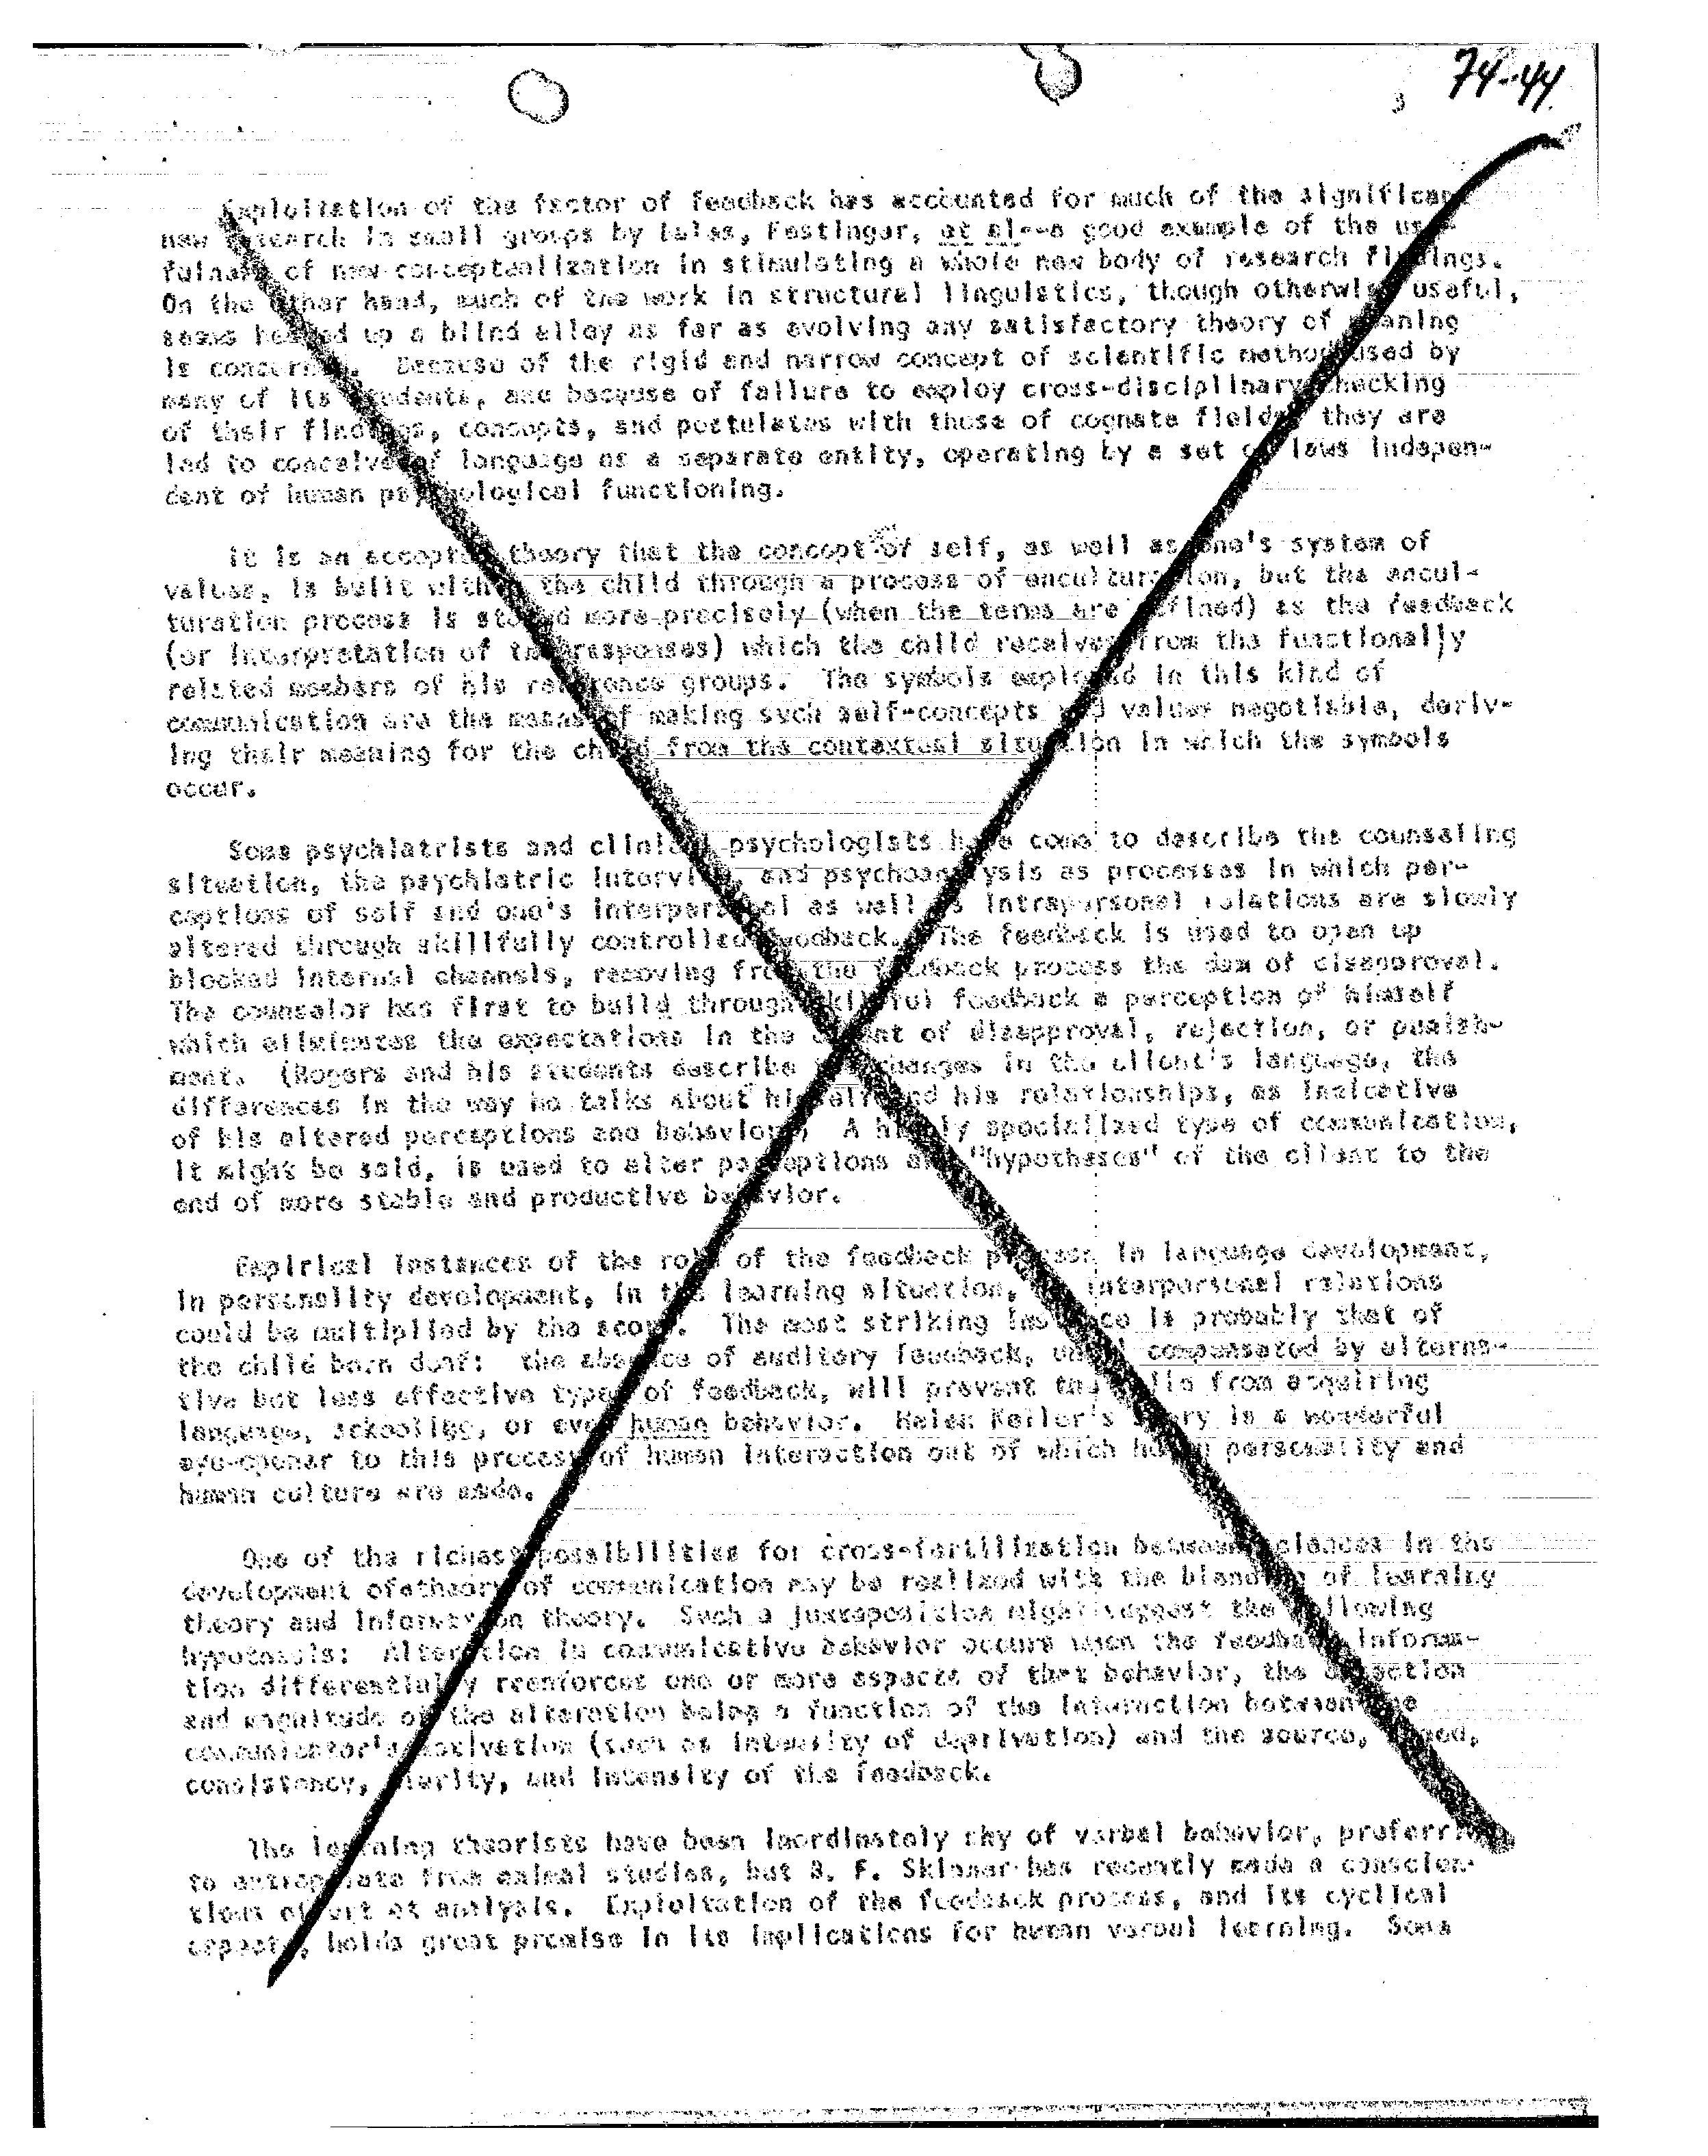 74-44
3
Exploitation of the factor of feedback has accounted for much of the significant
new research in small groups by Bales, Festinger, et al--a good example of the use-
fulness of new conceptualization in stimulating a whole new body of research findings.
On the other hand, much of the work in structural linguistics, though otherwise useful,
seems headed up a blind alley as far as evolving any satisfactory theory of meaning
is concerned. Because of the rigid and narrow concept of scientific method used by
many of its students, and because of failure to employ cross-disciplinary checking
of their findings, concepts, and postulates with those of cognate fields, they are
led to conceive of language as a separate entity, operating by a set of laws indepen-
dent of human psychological functioning.
It is an accepted theory that the concept of self, as well as one's system of
values, is built within the child through a process of enculturation, but the encul-
turation process is stated more precisely (when the terms are defined) as the feedback
(or interpretation of the responses) which the child receives from the functionally
related members of his reference groups. The symbols employed in this kind of
communication are the means of making such self-concepts and values negotiable, deriv-
ing their meaning for the child from the contextual situation in which the symbols
occur.
Some psychiatrists and clinical psychologists have come to describe the counseling
situation, the psychiatric interview, and psychoanalysis as processes in which per-
ceptions of self and one's interpersonal as well as intrapersonal relations are slowly
altered through skillfully controlled feedback. The feedback is used to open up
blocked internal channels, removing from the feedback process the dam of disapproval.
The counselor has first to build through skillful feedback a perception of himself
which eliminates the expectations in the client of disapproval, rejection, or punish-
ment. (Rogers and his students describe the changes in the client's language, the
differences in the way he talks about himself and his relationships, as indicative
of his altered perceptions and behavior.) A highly specialized type of communication,
it might be said, is used to alter perceptions and "hypotheses" of the client to the
end of more stable and productive behavior.
Empirical instances of the role of the feedback process in language development,
in personality development, in the learning situation, in interpersonal relations
could be multiplied by the score. The most striking instance is probably that of
the child born deaf: the absence of auditory feedback, until compensated by alterna-
tive but less effective types of feedback, will prevent the child from acquiring
language, schooling, or even human behavior. Helen Keller's story is a wonderful
eye-opener to this process of human interaction out of which human personality and
human culture are made.
One of the richest possibilities for cross-fertilization between sciences in the
development ofatheory of communication may be realized with the blending of learning
theory and information theory. Such a juxtaposition might suggest the following
hypothesis: Alteration in communicative behavior occurs when the feedback informa-
tion differentially reenforces one or more aspects of that behavior, the direction
and magnitude of the alteration being a function of the interaction between the
communicator's motivation (such as intensity of deprivation) and the source, speed,
consistency, clarity, and intensity of the feedback.
The learning theorists have been inordinately shy of verbal behavior, preferring
to extrapolate from animal studies, but B. F. Skinner has recently made a conscien-
tious effort at analysis. Exploitation of the feedback process, and its cyclical
aspects, holds great promise in its implications for human verbal learning. Some